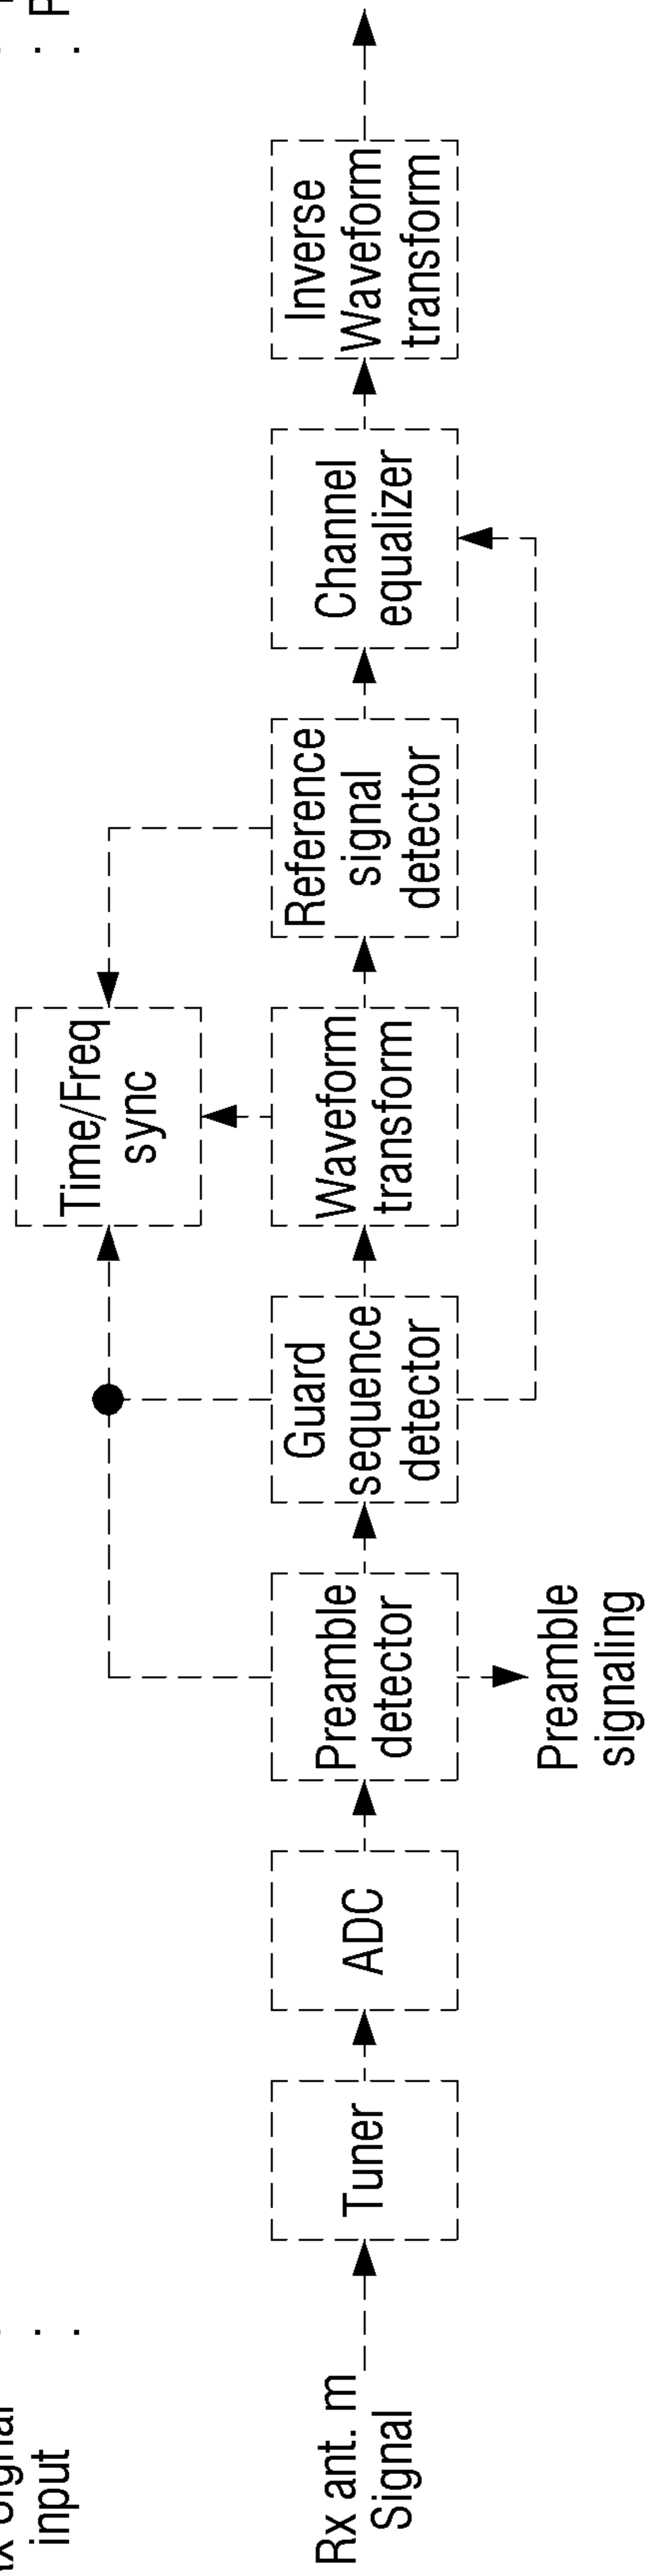 input
Time/Freq
sync
Rx ant. m
Signal
Tuner
ADC
Preamble
detector
Guard
sequence
detector
Waveform
transform
Reference
signal
detector
Channel
equalizer
Inverse
Waveform
transform
Preamble
signaling